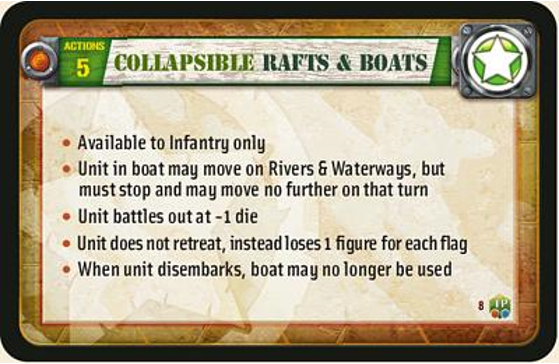 ACTIONS
5
COLLAPSIBLE RAFTS & BOATS
• Available to Infantry only
• Unit in boat may move on Rivers & Waterways, but
must stop and may move no further on that turn
• Unit battles out at -1 die
• Unit does not retreat, instead loses 1 figure for each flag
• When unit disembarks, boat may no longer be used
8